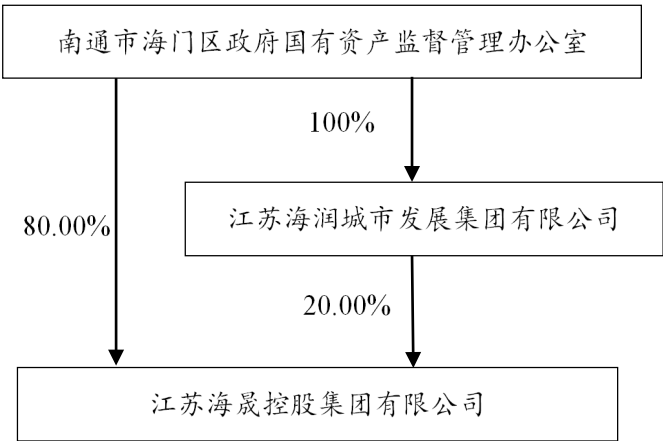 南通市海门区政府国有资产监督管理办公室
100%
江苏海润城市发展集团有限公司
80.00%
20.00%
江苏海晟控股集团有限公司